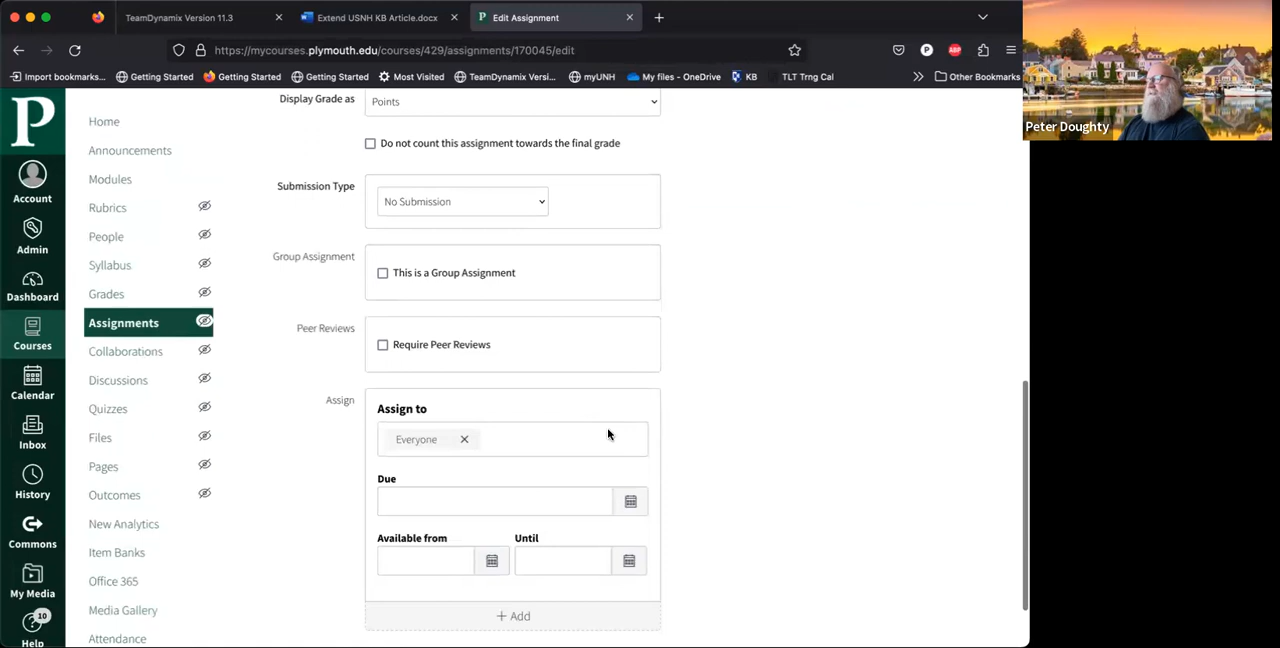 TeamDynamix Version 11.3
Extend USNH KB Article.docx
P Edit Assignment
https://mycourses.plymouth.edu/courses/429/assignments/170045/edit
P
ABP
Import bookmarks...
Getting Started
Getting Started
Getting Started
Most Visited
TeamDynamix Versi...
myUNH
My files - OneDrive
KB
TLT Trng Cal
Other Bookmarks
Peter Doughty
P
Account
Admin
Dashboard
Courses
Calendar
Inbox
History
Commons
My Media
10
Help
Home
Announcements
Modules
Rubrics
People
Syllabus
Grades
Assignments
Collaborations
Discussions
Quizzes
Files
Pages
Outcomes
New Analytics
Item Banks
Office 365
Media Gallery
Attendance
Display Grade as
Points
Do not count this assignment towards the final grade
Submission Type
No Submission
Group Assignment
This is a Group Assignment
Peer Reviews
Require Peer Reviews
Assign
Assign to
Everyone
Due
Available from
Until
+ Add